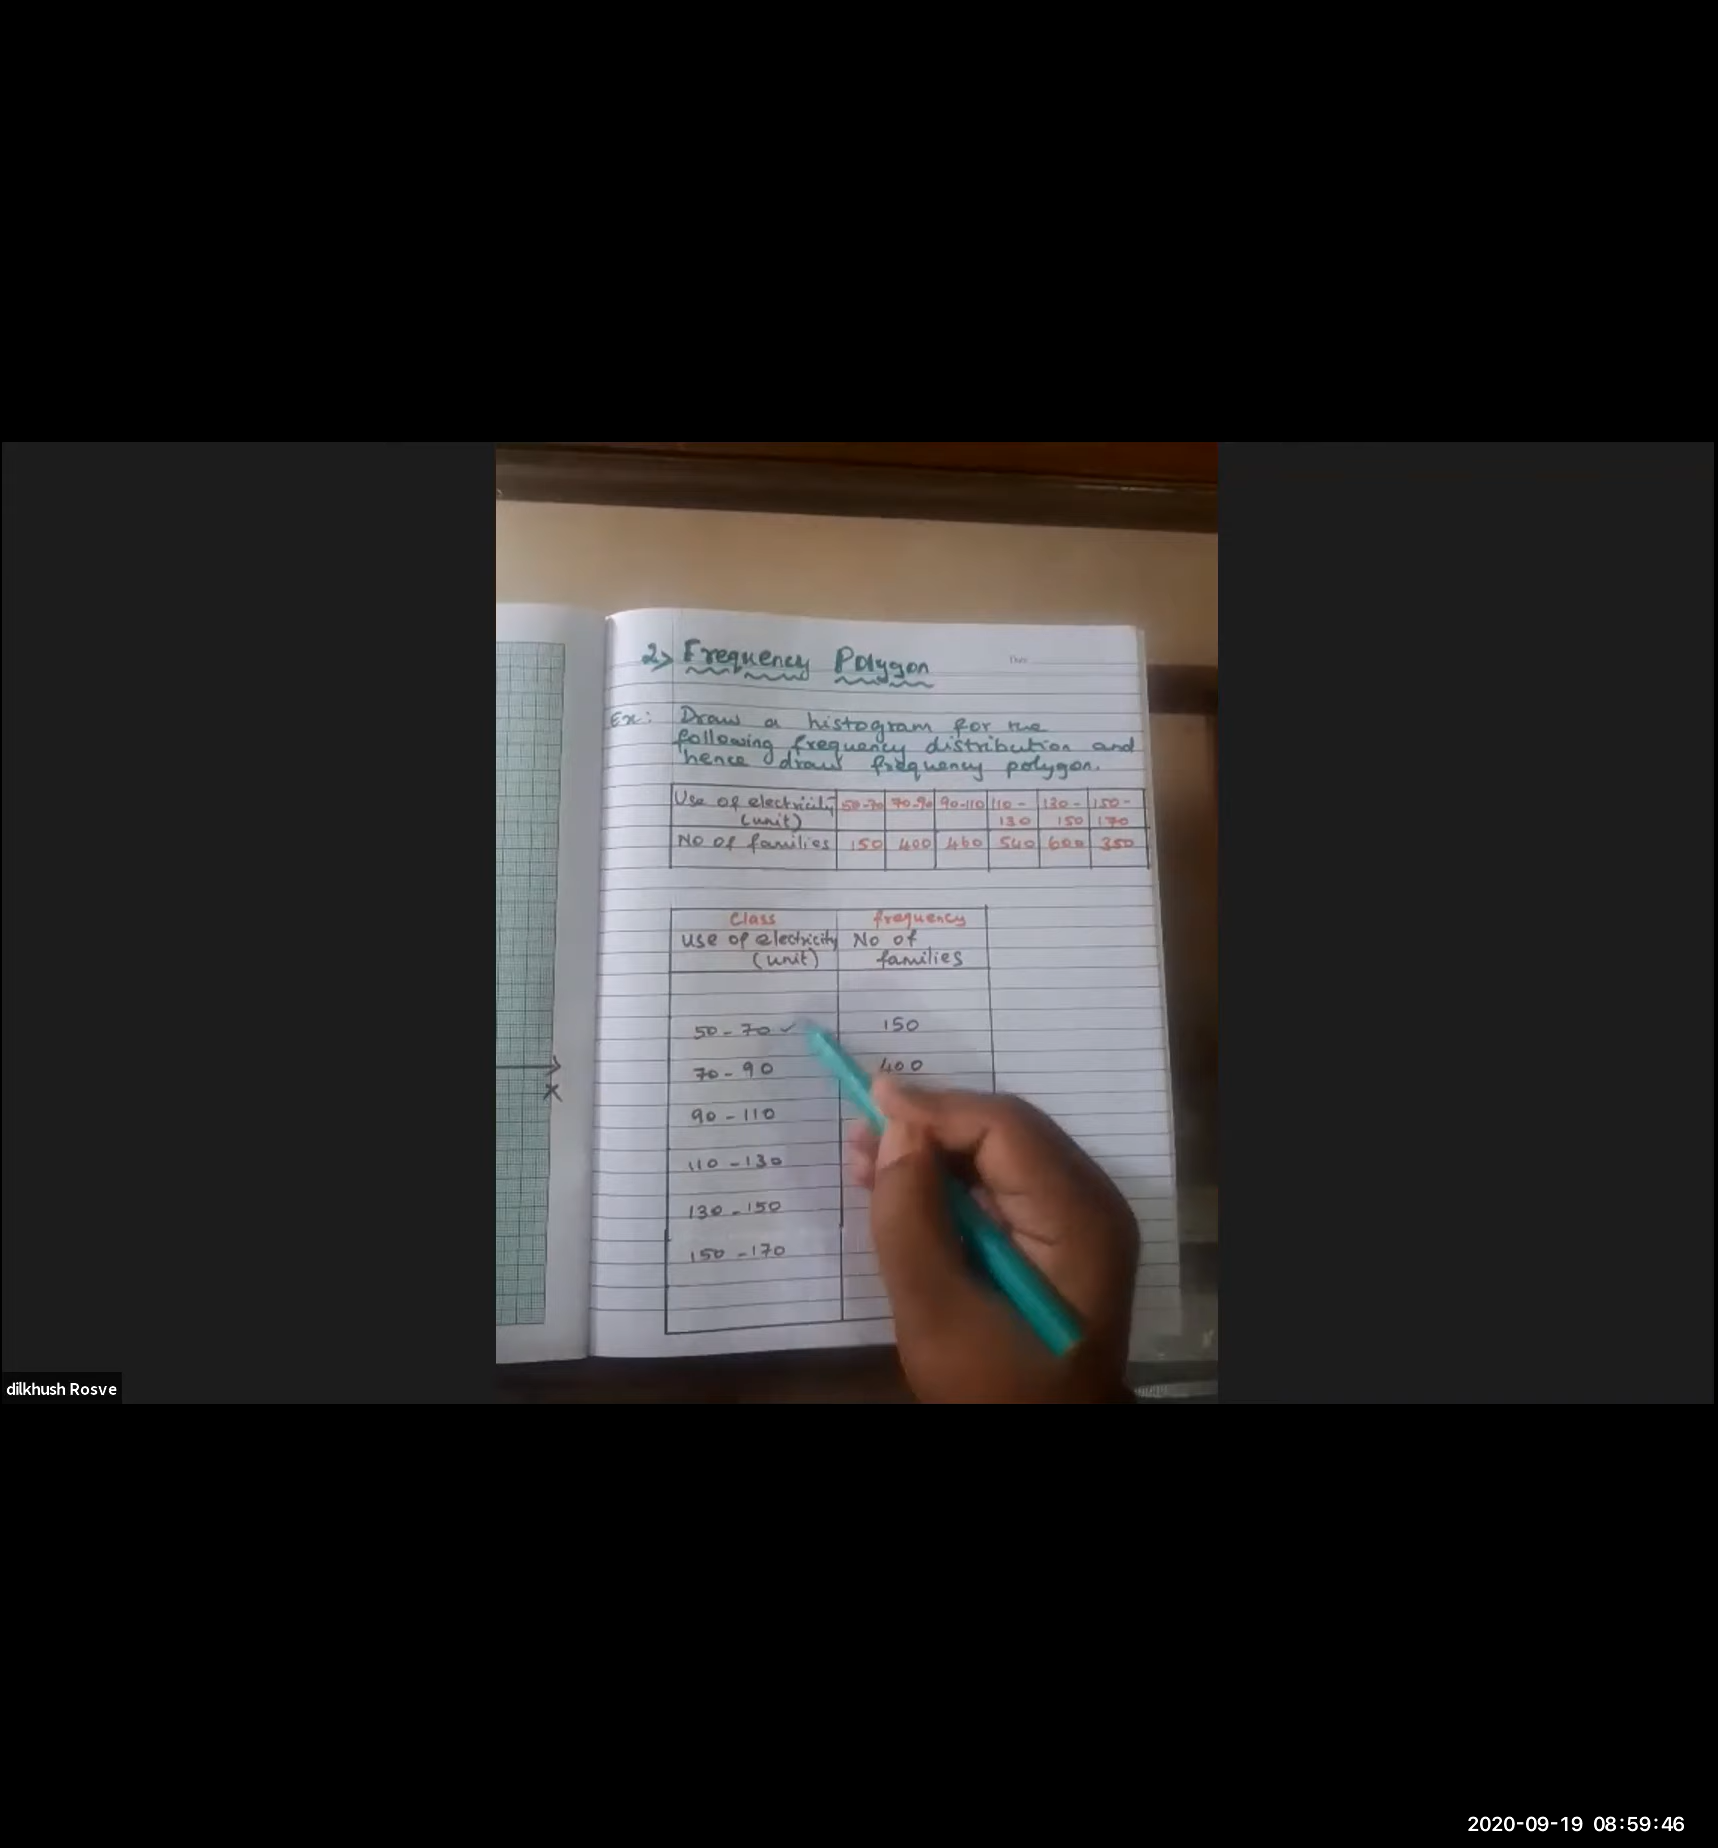 2> Frequency Polygon
Date
Ex: Draw a histogram for the
following frequency distribution and
hence draw frequency polygon.
Use of electricity (unit) 50-70 70-90 90-110 110-130 130-150 150-170
No of families 150 400 460 540 600 350
Class frequency
use of electricity No of
(unit) families
50-70 ✓ 150
70-90 400
90-110
110-130
130-150
150-170
X
dilkhush Rosve
2020-09-19 08:59:46